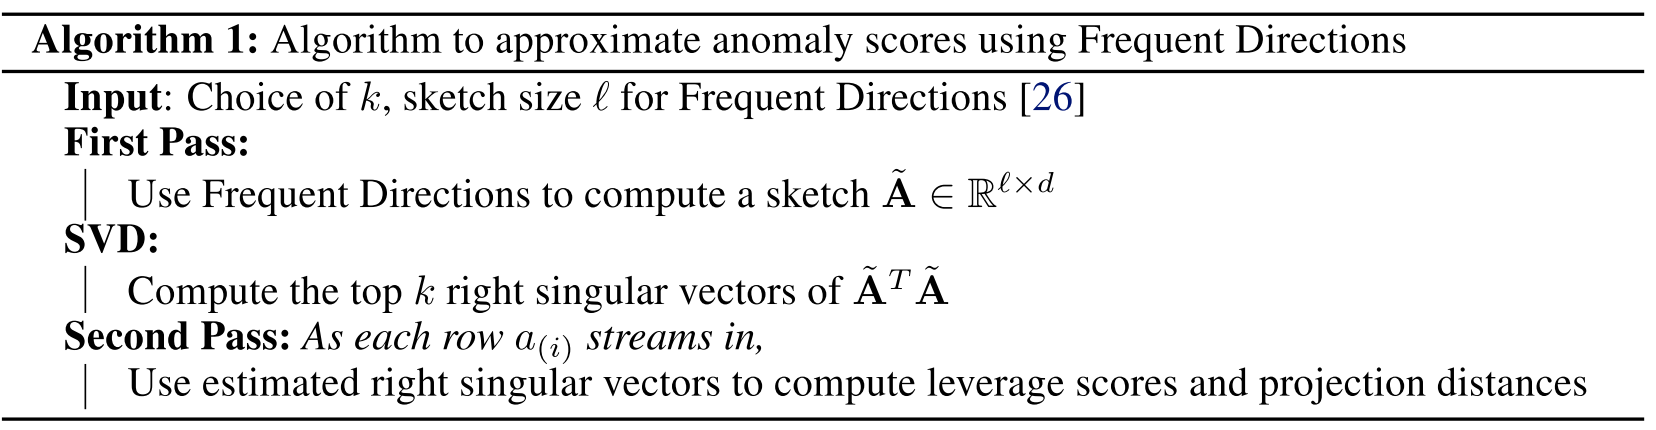 Algorithm 1: Algorithm to approximate anomaly scores using Frequent Directions
Input: Choice of k, sketch size ℓ for Frequent Directions [26]
First Pass:
Use Frequent Directions to compute a sketch Ã ∈ ℝ^{ℓ×d}
SVD:
Compute the top k right singular vectors of Ã^T Ã
Second Pass: As each row a_{(i)} streams in,
Use estimated right singular vectors to compute leverage scores and projection distances